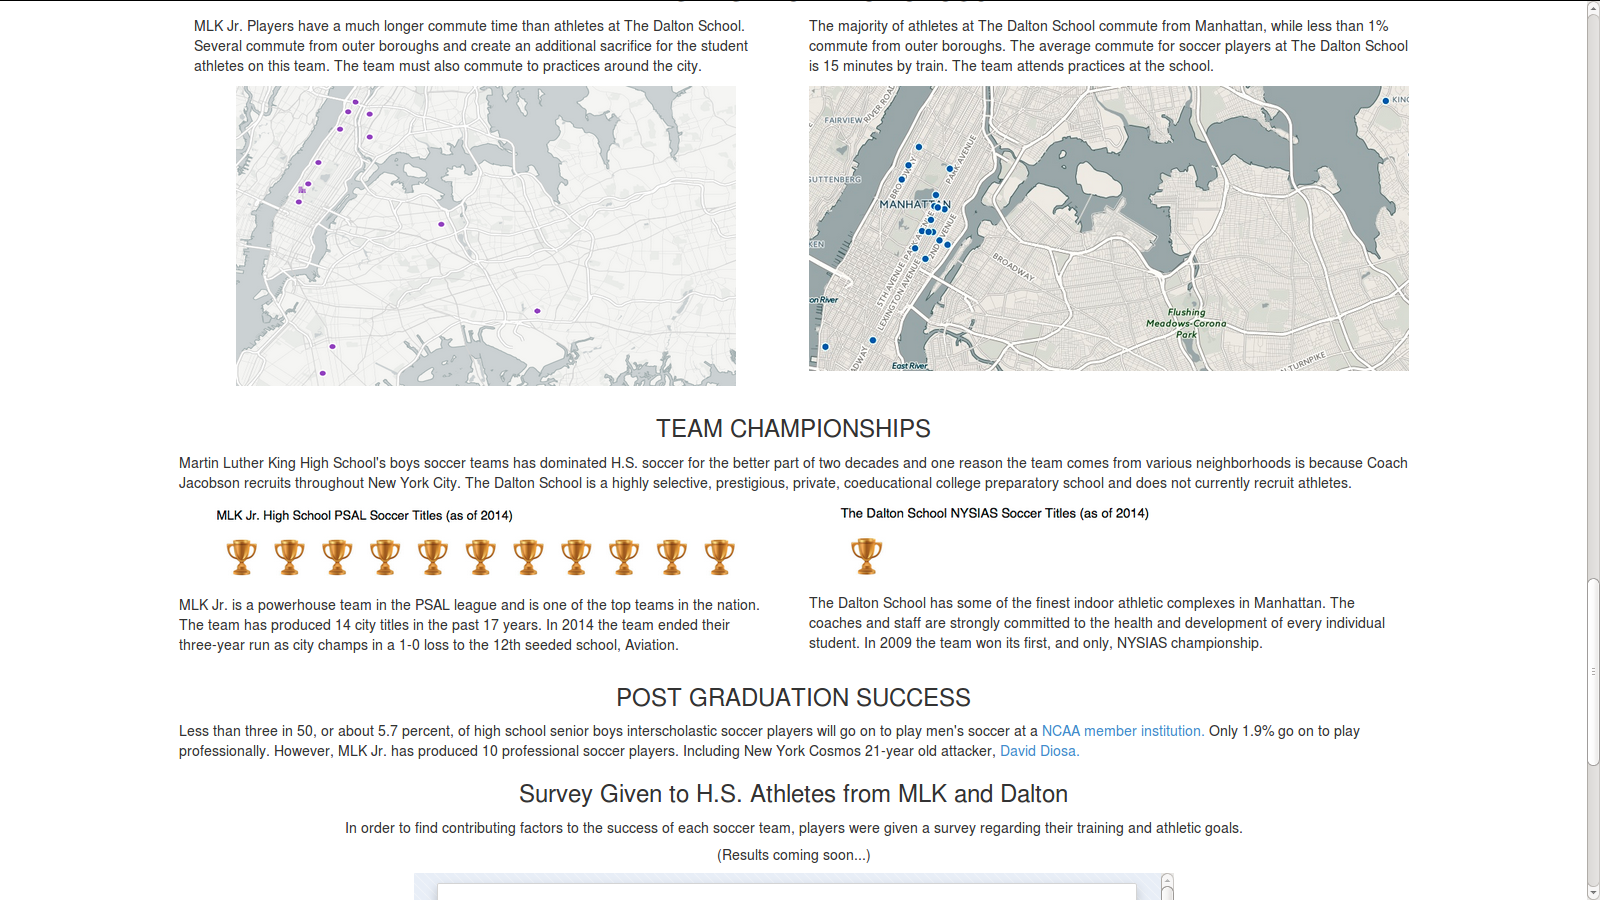 MLK Jr. Players have a much longer commute time than athletes at The Dalton School.
Several commute from outer boroughs and create an additional sacrifice for the student
athletes on this team. The team must also commute to practices around the city.
The majority of athletes at The Dalton School commute from Manhattan, while less than 1%
commute from outer boroughs. The average commute for soccer players at The Dalton School
is 15 minutes by train. The team attends practices at the school.
FAIRVIEW
RIVER ROAD
KING
GUTTENBERG
BROADWAY
PARK AVENUE
MANHATTAN
KEN
PARK AVENUE
2ND AVENUE
5TH AVENUE
LEXINGTON AVENUE
BROADWAY
on River
Flushing
Meadows-Corona
Park
ADWAY
East River
TURNPIKE
TEAM CHAMPIONSHIPS
Martin Luther King High School's boys soccer teams has dominated H.S. soccer for the better part of two decades and one reason the team comes from various neighborhoods is because Coach
Jacobson recruits throughout New York City. The Dalton School is a highly selective, prestigious, private, coeducational college preparatory school and does not currently recruit athletes.
MLK Jr. High School PSAL Soccer Titles (as of 2014)
The Dalton School NYSIAS Soccer Titles (as of 2014)
MLK Jr. is a powerhouse team in the PSAL league and is one of the top teams in the nation.
The team has produced 14 city titles in the past 17 years. In 2014 the team ended their
three-year run as city champs in a 1-0 loss to the 12th seeded school, Aviation.
The Dalton School has some of the finest indoor athletic complexes in Manhattan. The
coaches and staff are strongly committed to the health and development of every individual
student. In 2009 the team won its first, and only, NYSIAS championship.
POST GRADUATION SUCCESS
Less than three in 50, or about 5.7 percent, of high school senior boys interscholastic soccer players will go on to play men's soccer at a NCAA member institution. Only 1.9% go on to play
professionally. However, MLK Jr. has produced 10 professional soccer players. Including New York Cosmos 21-year old attacker, David Diosa.
Survey Given to H.S. Athletes from MLK and Dalton
In order to find contributing factors to the success of each soccer team, players were given a survey regarding their training and athletic goals.
(Results coming soon...)